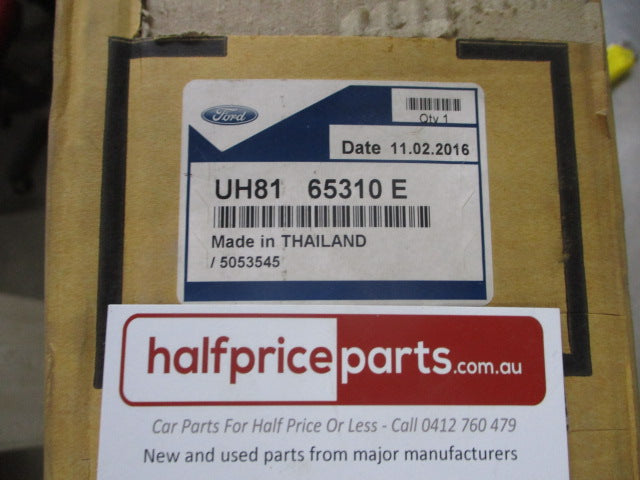 Ford
Qty 1
Date 11.02.2016
UH81 65310 E
Made in THAILAND
/ 5053545
halfpriceparts.com.au
Car Parts For Half Price Or Less - Call 0412 760 479
New and used parts from major manufacturers